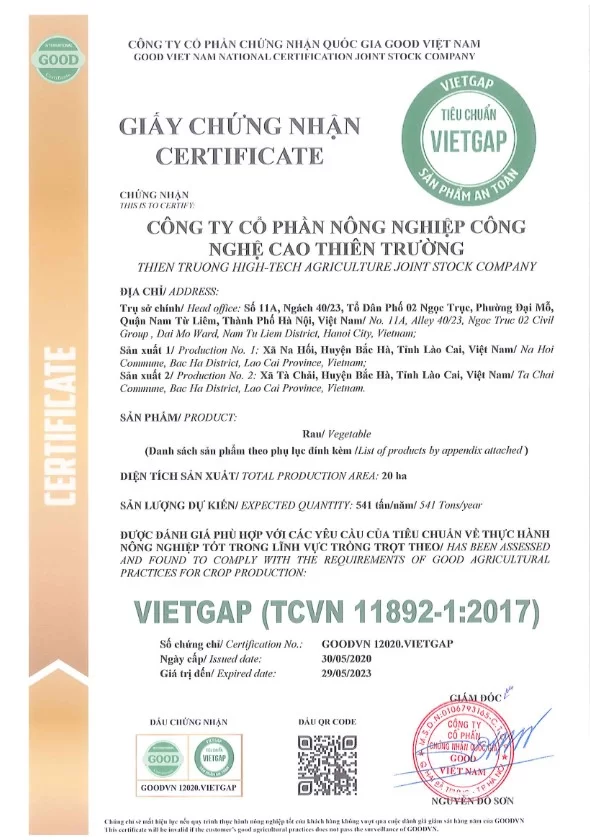 CÔNG TY CỔ PHẦN CHỨNG NHẬN QUỐC GIA GOOD VIỆT NAM
GOOD VIET NAM NATIONAL CERTIFICATION JOINT STOCK COMPANY
INTERNATIONAL
GOOD
Certificate
VIETGAP
TIÊU CHUẨN
VIETGAP
SẢN PHẨM AN TOÀN
GIẤY CHỨNG NHẬN
CERTIFICATE
CHỨNG NHẬN
THIS IS TO CERTIFY:
CÔNG TY CỔ PHẦN NÔNG NGHIỆP CÔNG
NGHỆ CAO THIÊN TRƯỜNG
THIEN TRUONG HIGH-TECH AGRICULTURE JOINT STOCK COMPANY
ĐỊA CHỈ/ ADDRESS:
Trụ sở chính/ Head office: Số 11A, Ngách 40/23, Tổ Dân Phố 02 Ngọc Trục, Phường Đại Mỗ,
Quận Nam Từ Liêm, Thành Phố Hà Nội, Việt Nam/ No. 11A, Alley 40/23, Ngoc Truc 02 Civil
Group , Dai Mo Ward, Nam Tu Liem District, Hanoi City, Vietnam;
Sản xuất 1/ Production No. 1: Xã Na Hối, Huyện Bắc Hà, Tỉnh Lào Cai, Việt Nam/ Na Hoi
Commune, Bac Ha District, Lao Cai Province, Vietnam;
Sản xuất 2/ Production No. 2: Xã Tà Chải, Huyện Bắc Hà, Tỉnh Lào Cai, Việt Nam/ Ta Chai
Commune, Bac Ha District, Lao Cai Province, Vietnam.
SẢN PHẨM/ PRODUCT:
Rau/ Vegetable
(Danh sách sản phẩm theo phụ lục đính kèm /List of products by appendix attached )
DIỆN TÍCH SẢN XUẤT/ TOTAL PRODUCTION AREA: 20 ha
SẢN LƯỢNG DỰ KIẾN/ EXPECTED QUANTITY: 541 tấn/năm/ 541 Tons/year
ĐƯỢC ĐÁNH GIÁ PHÙ HỢP VỚI CÁC YÊU CẦU CỦA TIÊU CHUẨN VỀ THỰC HÀNH
NÔNG NGHIỆP TỐT TRONG LĨNH VỰC TRỒNG TRỌT THEO/ HAS BEEN ASSESSED
AND FOUND TO COMPLY WITH THE REQUIREMENTS OF GOOD AGRICULTURAL
PRACTICES FOR CROP PRODUCTION:
VIETGAP (TCVN 11892-1:2017)
Số chứng chỉ/ Certification No.: GOODVN 12020.VIETGAP
Ngày cấp/ Issued date: 30/05/2020
Giá trị đến/ Expired date: 29/05/2023
CERTIFICATE
GIÁM ĐỐC
DẤU CHỨNG NHẬN
DẤU QR CODE
GOOD
VIETGAP
GOODVN 12020.VIETGAP
M.S.D.N:0106793165-C.T
CÔNG TY
CỔ PHẦN
CHỨNG NHẬN QUỐC GIA
GOOD
VIỆT NAM
NGUYỄN ĐỖ SƠN
Chứng chỉ sẽ mất hiệu lực nếu quy trình thực hành nông nghiệp tốt của khách hàng không vượt qua cuộc đánh giá giám sát hàng năm của GOODVN
This certificate will be invalid if the customer's good agricultural practices does not pass the surveillance of GOODVN.